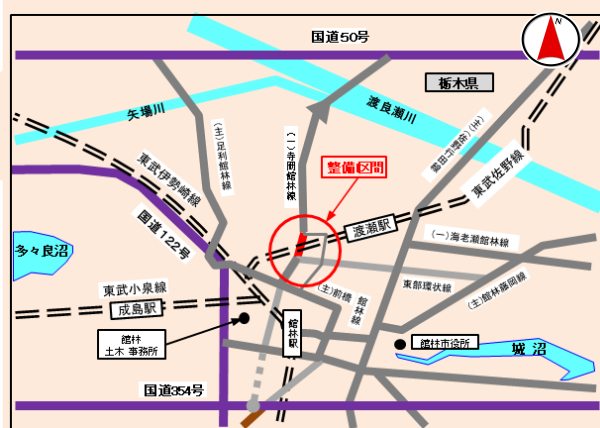 国道50号
N
栃木県
渡良瀬川
矢場川
(主)足利館林線
(一)寺岡館林線
(主)佐野行田線
東武佐野線
整備区間
東武伊勢崎線
国道122号
渡瀬駅
(一)海老瀬館林線
多々良沼
東部環状線
(主)館林藤岡線
東武小泉線
成島駅
(主)前橋館林線
館林
土木事務所
館林駅
館林市役所
城沼
国道354号